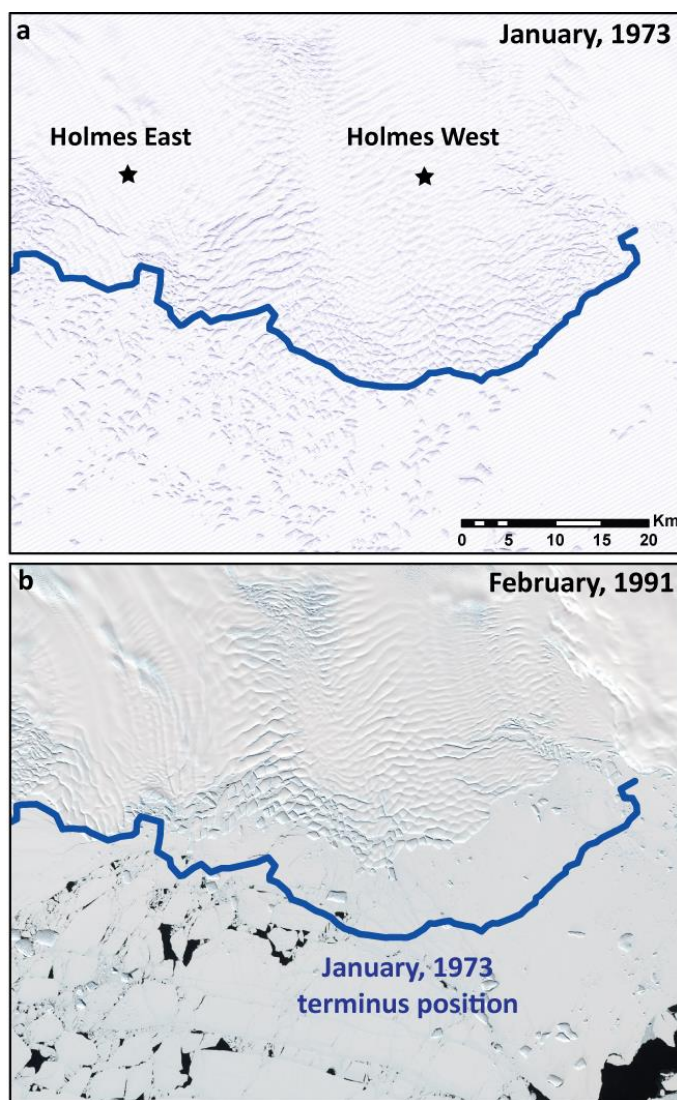 a
January, 1973
Holmes East
Holmes West
Km
0 5 10 15 20
b
February, 1991
January, 1973
terminus position